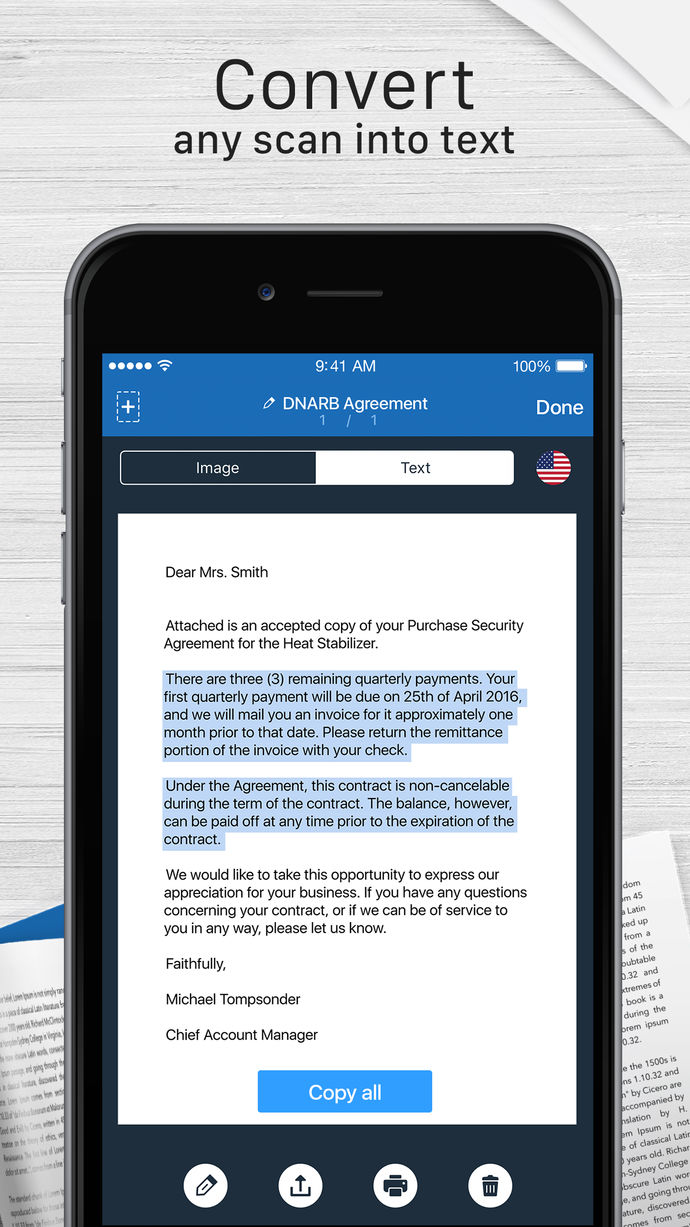 Convert
any scan into text
9:41 AM
100%
DNARB Agreement
1 / 1
Done
Image
Text
Dear Mrs. Smith
Attached is an accepted copy of your Purchase Security
Agreement for the Heat Stabilizer.
There are three (3) remaining quarterly payments. Your
first quarterly payment will be due on 25th of April 2016,
and we will mail you an invoice for it approximately one
month prior to that date. Please return the remittance
portion of the invoice with your check.
Under the Agreement, this contract is non-cancelable
during the term of the contract. The balance, however,
can be paid off at any time prior to the expiration of the
contract.
We would like to take this opportunity to express our
appreciation for your business. If you have any questions
concerning your contract, or if we can be of service to
you in any way, please let us know.
Faithfully,
Michael Tompsonder
Chief Account Manager
Copy all